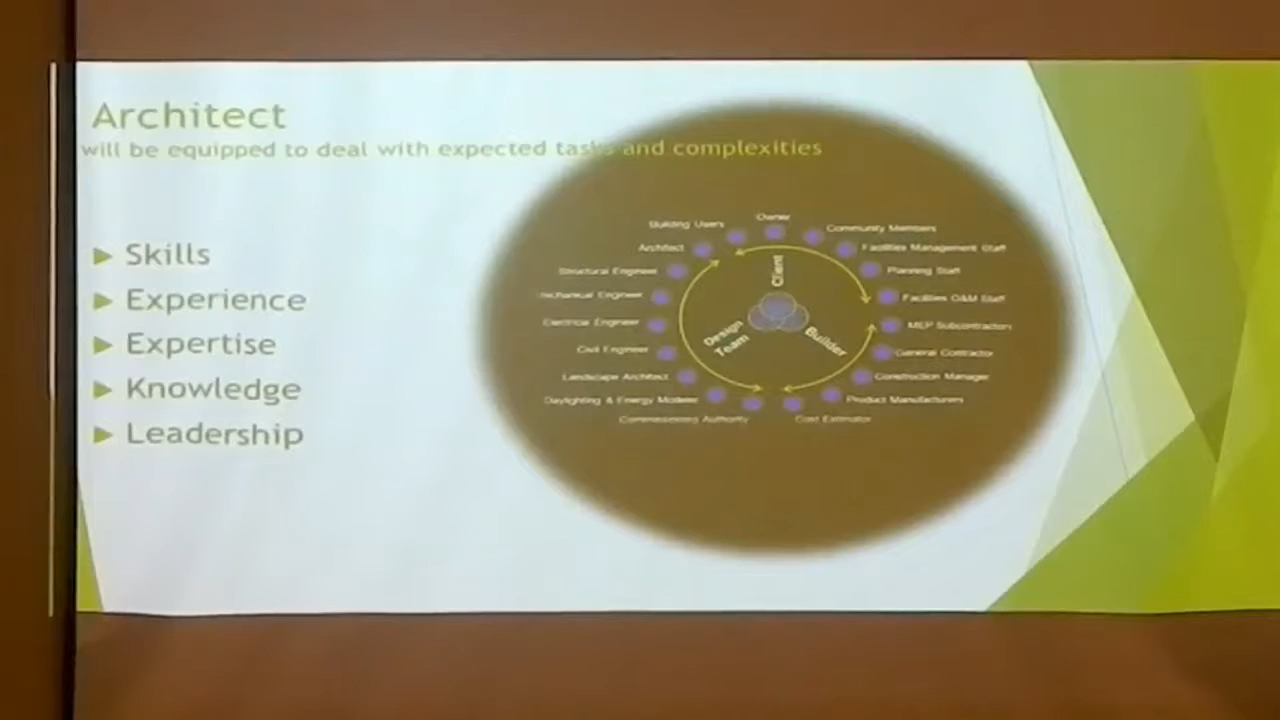 Architect
will be equipped to deal with expected tasks and complexities
Skills
Experience
Expertise
Knowledge
Leadership
Owner
Community Members
Facilities Management Staff
Planning Staff
Facilities O&M Staff
MEP Subcontractors
General Contractor
Construction Manager
Product Manufacturers
Cost Estimator
Commissioning Authority
Daylighting & Energy Modeler
Landscape Architect
Civil Engineer
Electrical Engineer
Mechanical Engineer
Structural Engineer
Architect
Building Users
Client
Builder
Design
Team